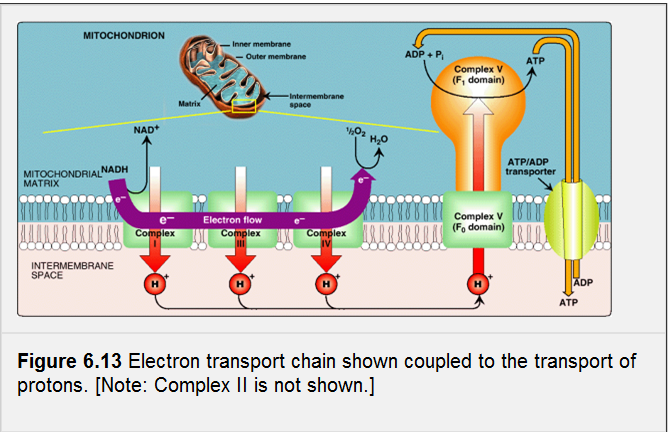 MITOCHONDRION
Inner membrane
Outer membrane
Intermembrane
space
Matrix
ADP + Pi
ATP
Complex V
(F1 domain)
NAD+
½O2
H2O
NADH
MITOCHONDRIAL
MATRIX
e–
e–
Electron flow
e–
e–
ATP/ADP
transporter
Complex
I
Complex
III
Complex
IV
Complex V
(F0 domain)
INTERMEMBRANE
SPACE
H+
H+
H+
H+
ADP
ATP
Figure 6.13 Electron transport chain shown coupled to the transport of
protons. [Note: Complex II is not shown.]